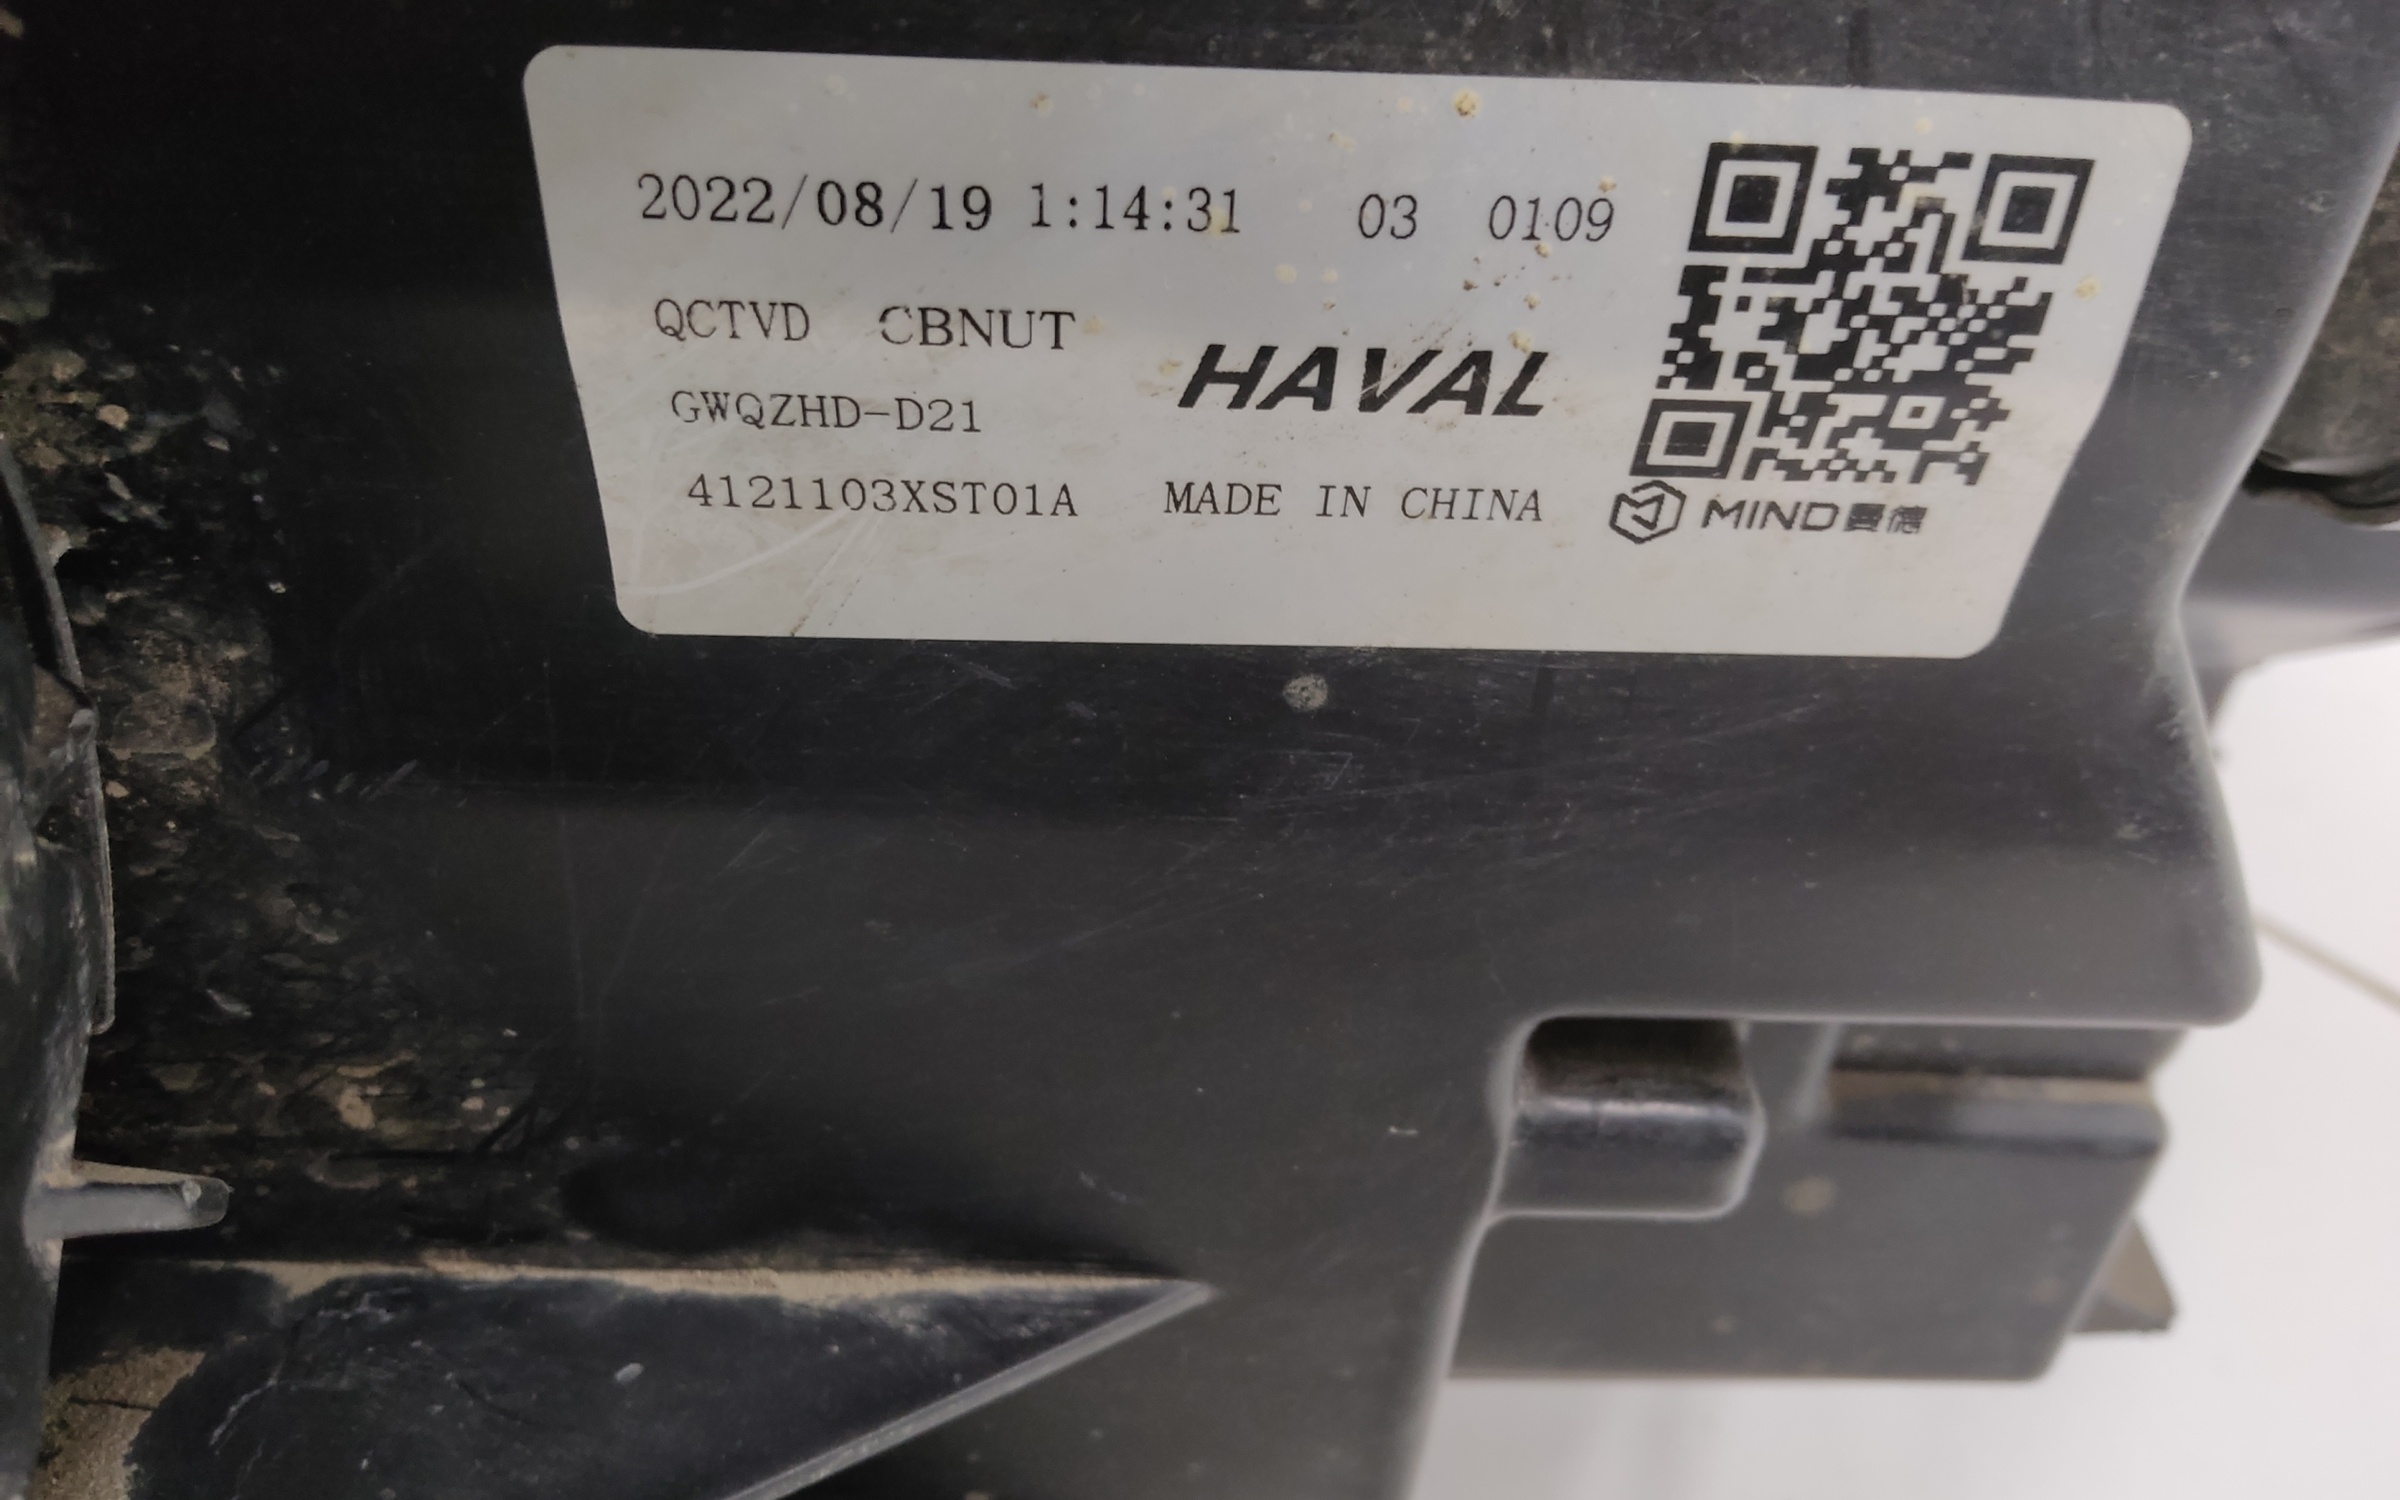 2022/08/19 1:14:31 03 0109
QCTVD CBNUT
HAVAL
GWQZHD-D21
4121103XST01A MADE IN CHINA
MIND